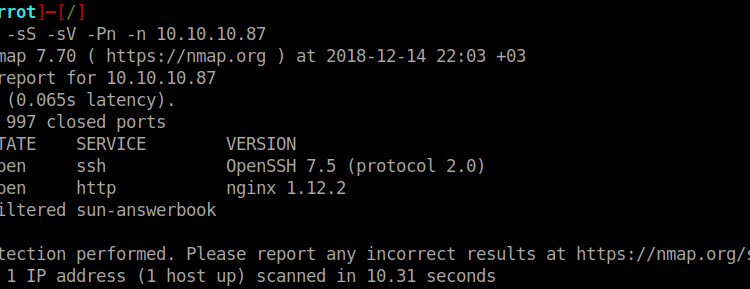 rrot]─[/]
-sS -sV -Pn -n 10.10.10.87
map 7.70 ( https://nmap.org ) at 2018-12-14 22:03 +03
report for 10.10.10.87
(0.065s latency).
997 closed ports
TATE SERVICE VERSION
pen ssh OpenSSH 7.5 (protocol 2.0)
pen http nginx 1.12.2
iltered sun-answerbook
tection performed. Please report any incorrect results at https://nmap.org/s
1 IP address (1 host up) scanned in 10.31 seconds